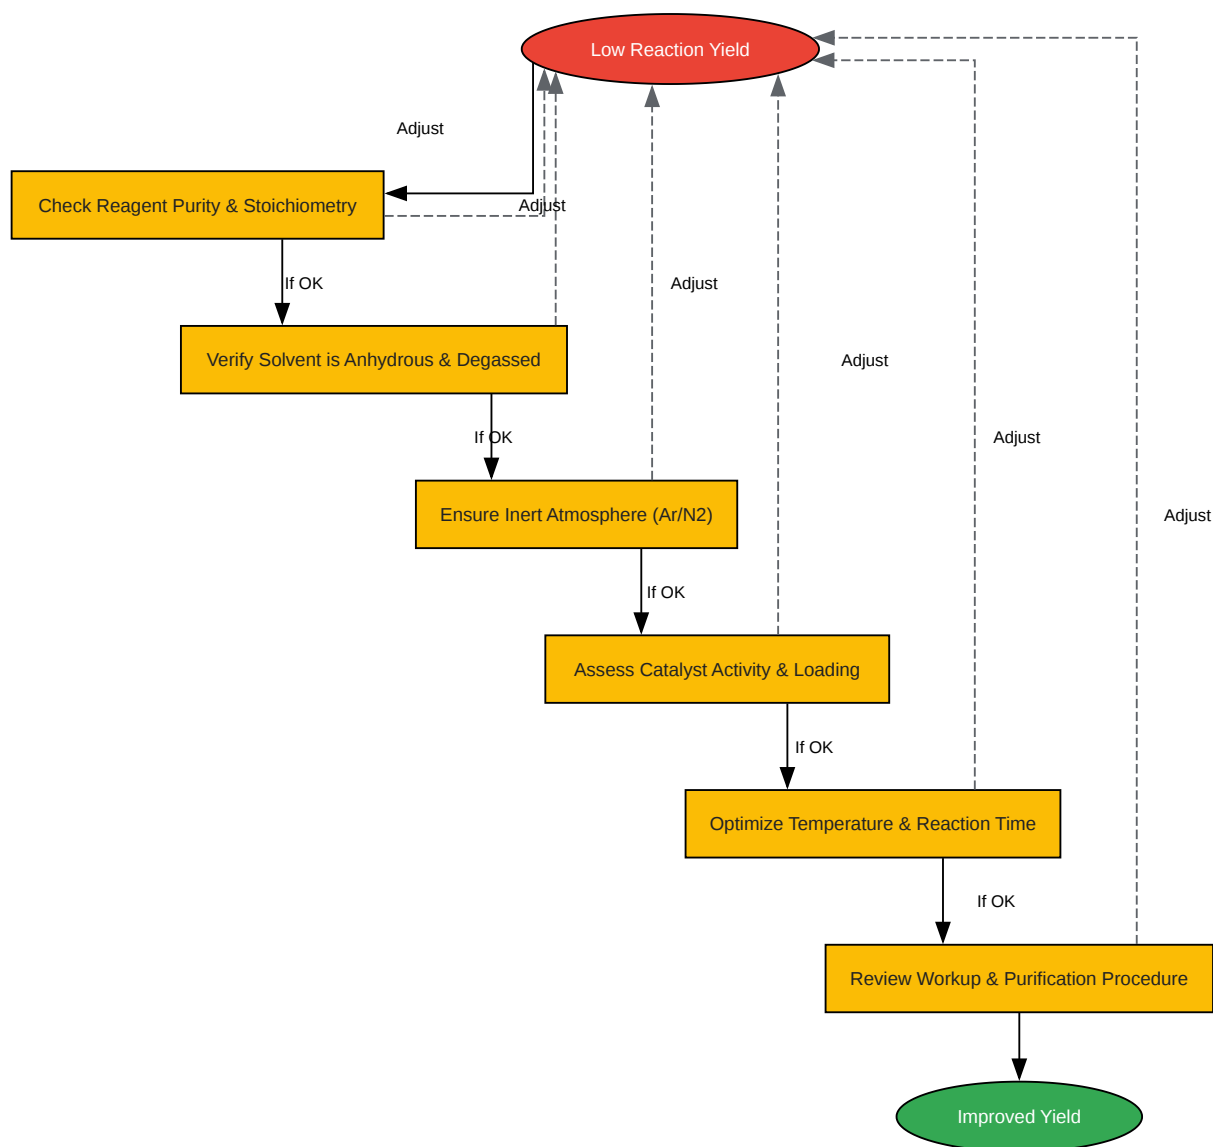 Low Reaction Yield
Adjust
Check Reagent Purity & Stoichiometry
Adjust
If OK
Adjust
Verify Solvent is Anhydrous & Degassed
Adjust
If OK
Adjust
Ensure Inert Atmosphere (Ar/N2)
Adjust
If OK
Assess Catalyst Activity & Loading
If OK
Optimize Temperature & Reaction Time
If OK
Review Workup & Purification Procedure
Improved Yield